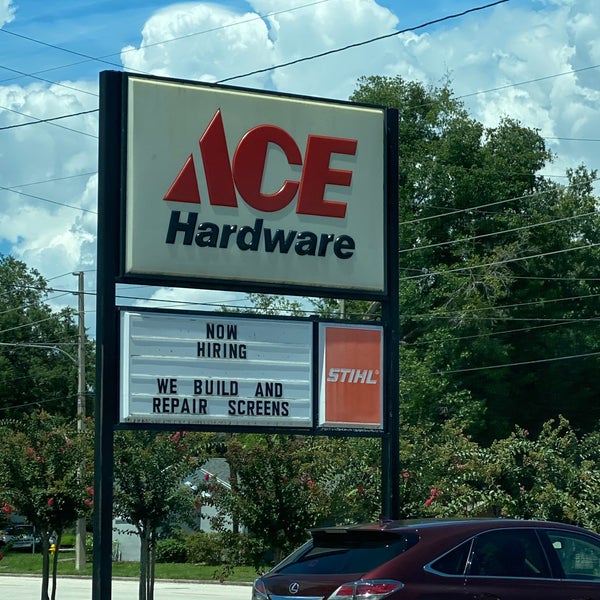 ACE
Hardware
NOW
HIRING
WE BUILD AND
REPAIR SCREENS
STIHL